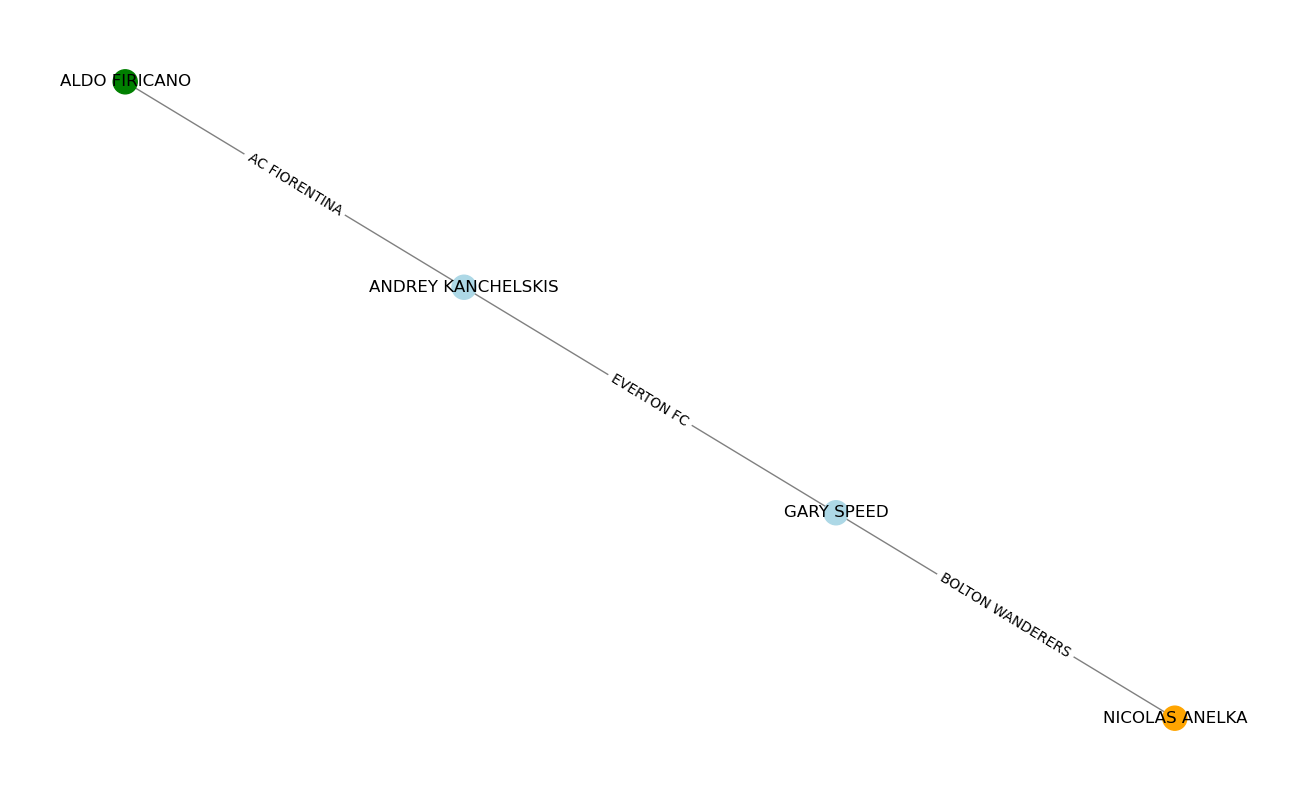 ALDO FIRICANO
AC FIORENTINA
ANDREY KANCHELSKIS
EVERTON FC
GARY SPEED
BOLTON WANDERERS
NICOLAS ANELKA